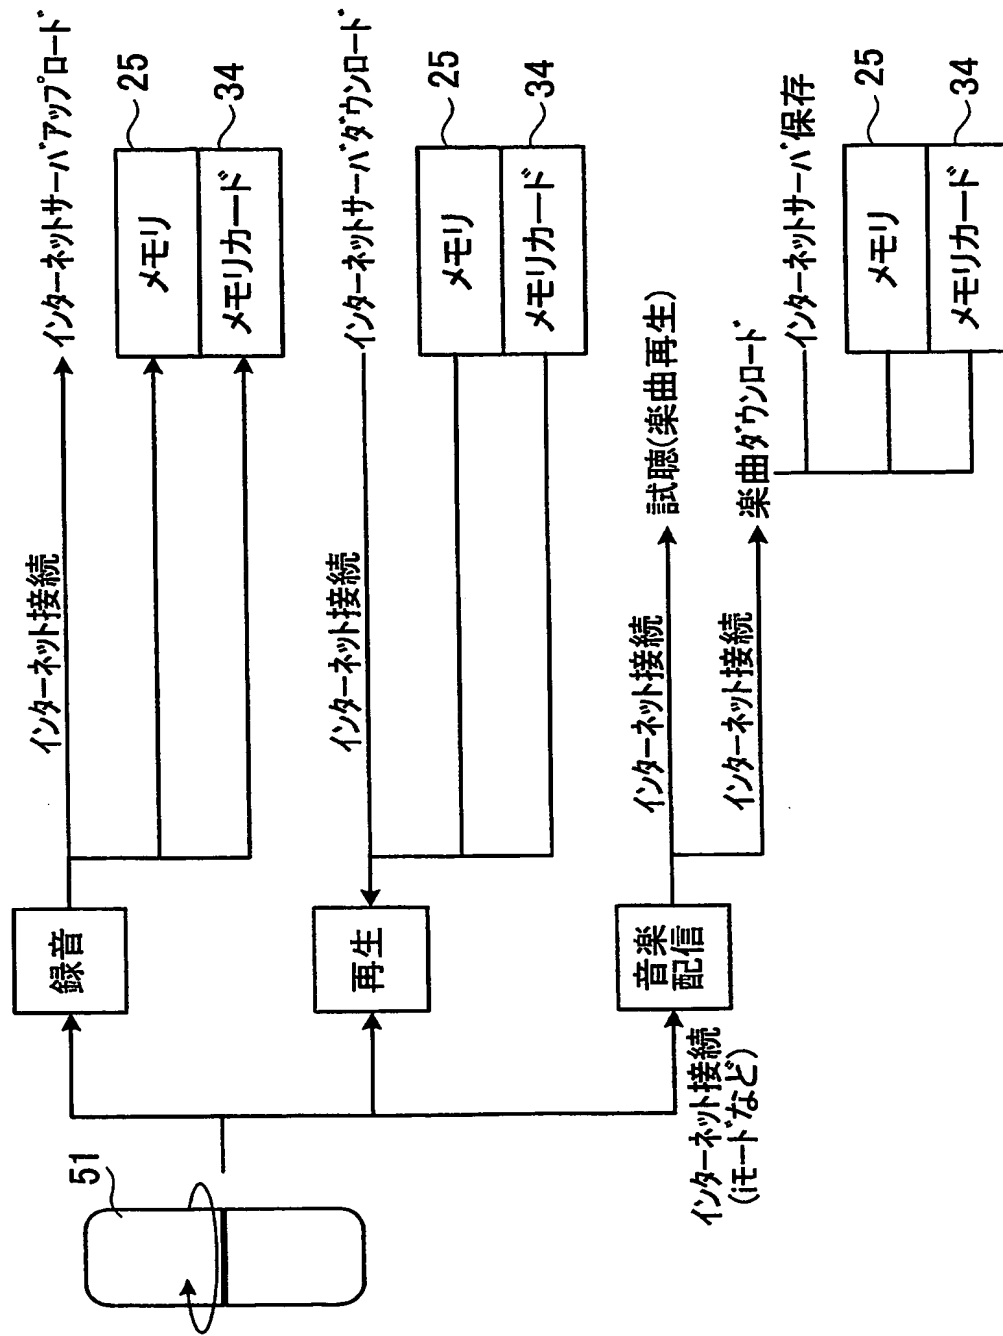 51
録音
インターネット接続
インターネットサーバアップロード
メモリ
25
メモリカード
34
再生
インターネット接続
インターネットサーバダウンロード
メモリ
25
メモリカード
34
インターネット接続
(iモードなど)
音楽
配信
インターネット接続
試聴(楽曲再生)
インターネット接続
楽曲ダウンロード
インターネットサーバ保存
メモリ
25
メモリカード
34